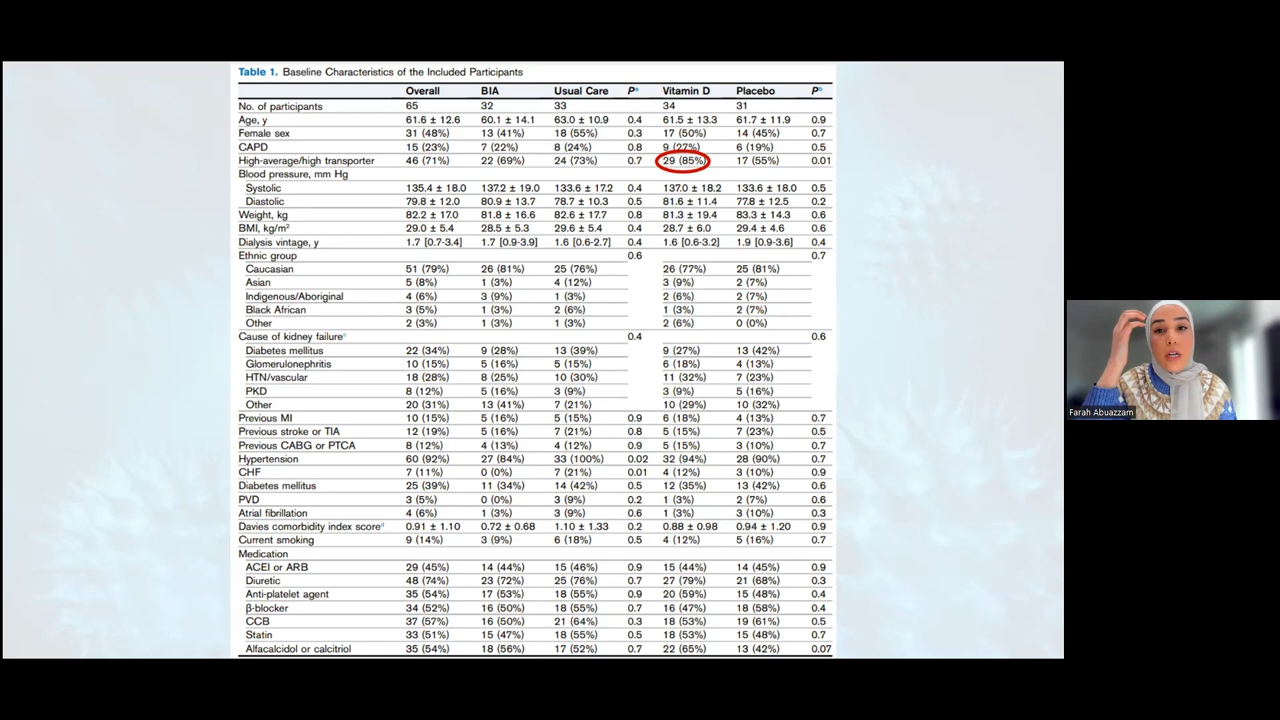 Table 1. Baseline Characteristics of the Included Participants
Overall BIA Usual Care Pa Vitamin D Placebo Pb
No. of participants 65 32 33 34 31
Age, y 61.6 ± 12.6 60.1 ± 14.1 63.0 ± 10.9 0.4 61.5 ± 13.3 61.7 ± 11.9 0.9
Female sex 31 (48%) 13 (41%) 18 (55%) 0.3 17 (50%) 14 (45%) 0.7
CAPD 15 (23%) 7 (22%) 8 (24%) 0.8 9 (27%) 6 (19%) 0.5
High-average/high transporter 46 (71%) 22 (69%) 24 (73%) 0.7 29 (85%) 17 (55%) 0.01
Blood pressure, mm Hg
Systolic 135.4 ± 18.0 137.2 ± 19.0 133.6 ± 17.2 0.4 137.0 ± 18.2 133.6 ± 18.0 0.5
Diastolic 79.8 ± 12.0 80.9 ± 13.7 78.7 ± 10.3 0.5 81.6 ± 11.4 77.8 ± 12.5 0.2
Weight, kg 82.2 ± 17.0 81.8 ± 16.6 82.6 ± 17.7 0.8 81.3 ± 19.4 83.3 ± 14.3 0.6
BMI, kg/m² 29.0 ± 5.4 28.5 ± 5.3 29.6 ± 5.4 0.4 28.7 ± 6.0 29.4 ± 4.6 0.6
Dialysis vintage, y 1.7 [0.7-3.4] 1.7 [0.9-3.9] 1.6 [0.6-2.7] 0.4 1.6 [0.6-3.2] 1.9 [0.9-3.6] 0.4
Ethnic group 0.6 0.7
Caucasian 51 (79%) 26 (81%) 25 (76%) 26 (77%) 25 (81%)
Asian 5 (8%) 1 (3%) 4 (12%) 3 (9%) 2 (7%)
Indigenous/Aboriginal 4 (6%) 3 (9%) 1 (3%) 2 (6%) 2 (7%)
Black African 3 (5%) 1 (3%) 2 (6%) 1 (3%) 2 (7%)
Other 2 (3%) 1 (3%) 1 (3%) 2 (6%) 0 (0%)
Cause of kidney failurec 0.4 0.6
Diabetes mellitus 22 (34%) 9 (28%) 13 (39%) 9 (27%) 13 (42%)
Glomerulonephritis 10 (15%) 5 (16%) 5 (15%) 6 (18%) 4 (13%)
HTN/vascular 18 (28%) 8 (25%) 10 (30%) 11 (32%) 7 (23%)
PKD 8 (12%) 5 (16%) 3 (9%) 3 (9%) 5 (16%)
Other 20 (31%) 13 (41%) 7 (21%) 10 (29%) 10 (32%)
Previous MI 10 (15%) 5 (16%) 5 (15%) 0.9 6 (18%) 4 (13%) 0.7
Previous stroke or TIA 12 (19%) 5 (16%) 7 (21%) 0.8 5 (15%) 7 (23%) 0.5
Previous CABG or PTCA 8 (12%) 4 (13%) 4 (12%) 0.9 5 (15%) 3 (10%) 0.7
Hypertension 60 (92%) 27 (84%) 33 (100%) 0.02 32 (94%) 28 (90%) 0.7
CHF 7 (11%) 0 (0%) 7 (21%) 0.01 4 (12%) 3 (10%) 0.9
Diabetes mellitus 25 (39%) 11 (34%) 14 (42%) 0.5 12 (35%) 13 (42%) 0.6
PVD 3 (5%) 0 (0%) 3 (9%) 0.2 1 (3%) 2 (7%) 0.6
Atrial fibrillation 4 (6%) 1 (3%) 3 (9%) 0.6 1 (3%) 3 (10%) 0.3
Davies comorbidity index scored 0.91 ± 1.10 0.72 ± 0.68 1.10 ± 1.33 0.2 0.88 ± 0.98 0.94 ± 1.20 0.9
Current smoking 9 (14%) 3 (9%) 6 (18%) 0.5 4 (12%) 5 (16%) 0.7
Medication
ACEI or ARB 29 (45%) 14 (44%) 15 (46%) 0.9 15 (44%) 14 (45%) 0.9
Diuretic 48 (74%) 23 (72%) 25 (76%) 0.7 27 (79%) 21 (68%) 0.3
Anti-platelet agent 35 (54%) 17 (53%) 18 (55%) 0.9 20 (59%) 15 (48%) 0.4
β-blocker 34 (52%) 16 (50%) 18 (55%) 0.7 16 (47%) 18 (58%) 0.4
CCB 37 (57%) 16 (50%) 21 (64%) 0.3 18 (53%) 19 (61%) 0.5
Statin 33 (51%) 15 (47%) 18 (55%) 0.5 18 (53%) 15 (48%) 0.7
Alfacalcidol or calcitriol 35 (54%) 18 (56%) 17 (52%) 0.7 22 (65%) 13 (42%) 0.07
Farah Abuazzam